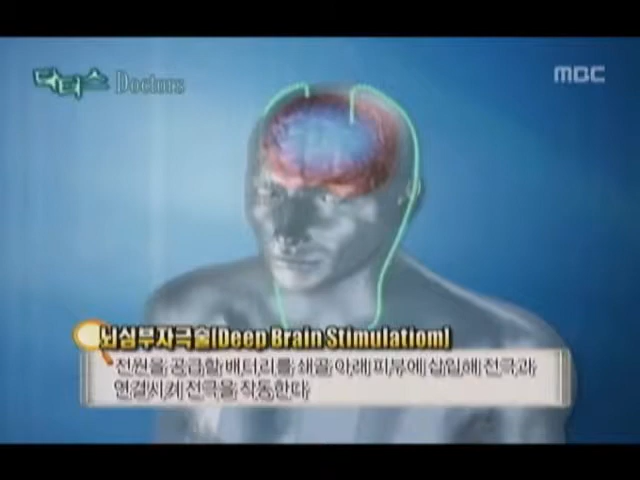 닥터스 Doctors
MBC
뇌심부자극술(Deep Brain Stimulatiom)
전원을 공급할 배터리를 쇄골 아래 피부에 삽입해 전극과
연결시켜 전극을 작동한다